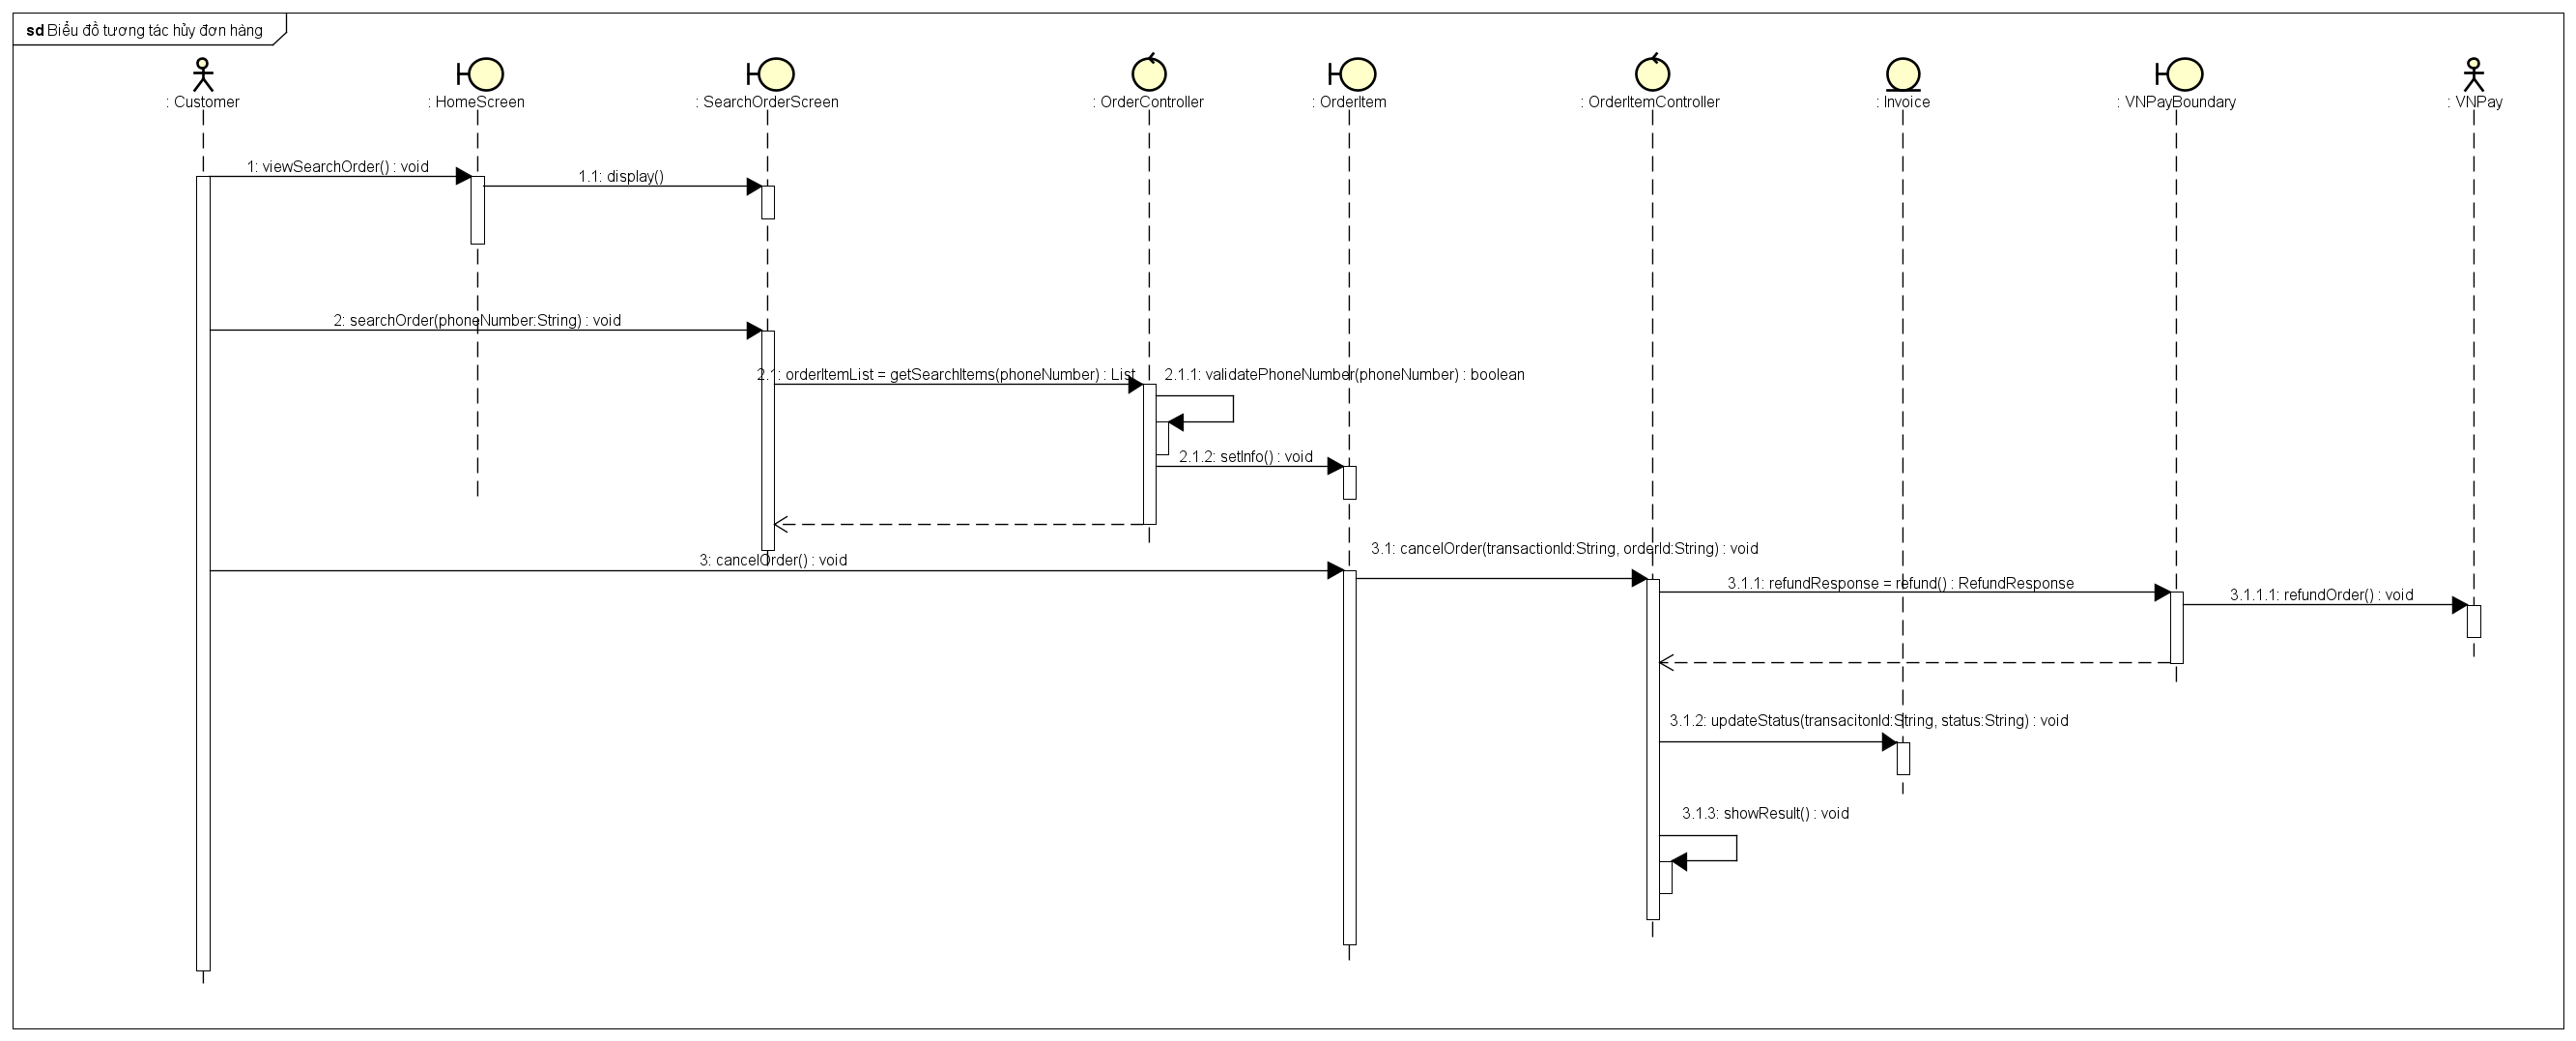 sd Biểu đồ tương tác hủy đơn hàng
: Customer
: HomeScreen
: SearchOrderScreen
: OrderController
: OrderItem
: OrderItemController
: Invoice
: VNPayBoundary
: VNPay
1: viewSearchOrder() : void
1.1: display()
2: searchOrder(phoneNumber:String) : void
2.1: orderItemList = getSearchItems(phoneNumber) : List
2.1.1: validatePhoneNumber(phoneNumber) : boolean
2.1.2: setInfo() : void
3: cancelOrder() : void
3.1: cancelOrder(transactionId:String, orderId:String) : void
3.1.1: refundResponse = refund() : RefundResponse
3.1.1.1: refundOrder() : void
3.1.2: updateStatus(transacitonId:String, status:String) : void
3.1.3: showResult() : void